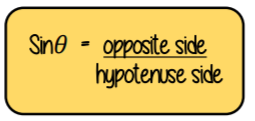 Sinθ = opposite side
hypotenuse side